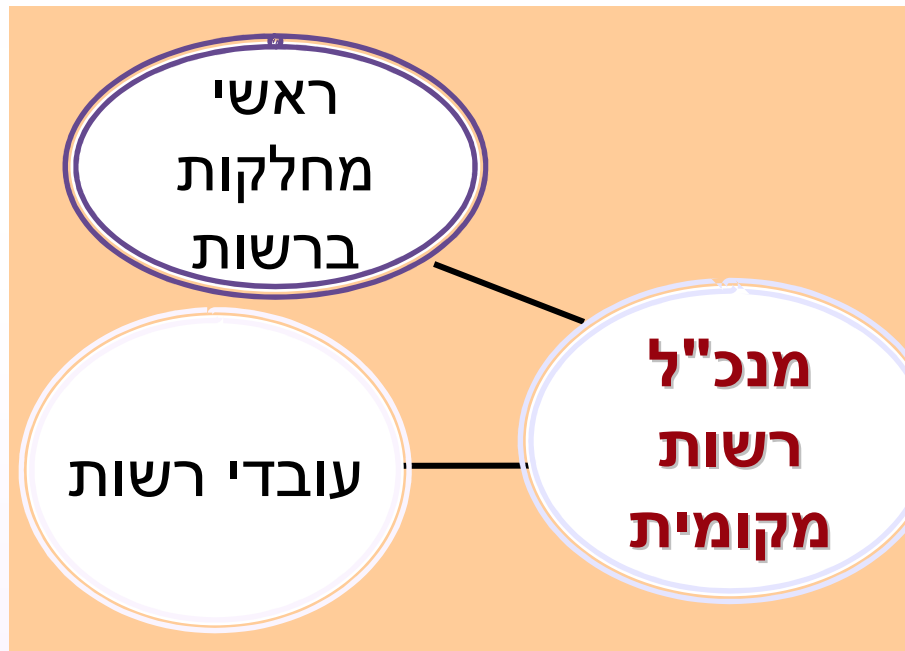 ראשי
מחלקות
ברשות
מנכ"ל
רשות
מקומית
עובדי רשות